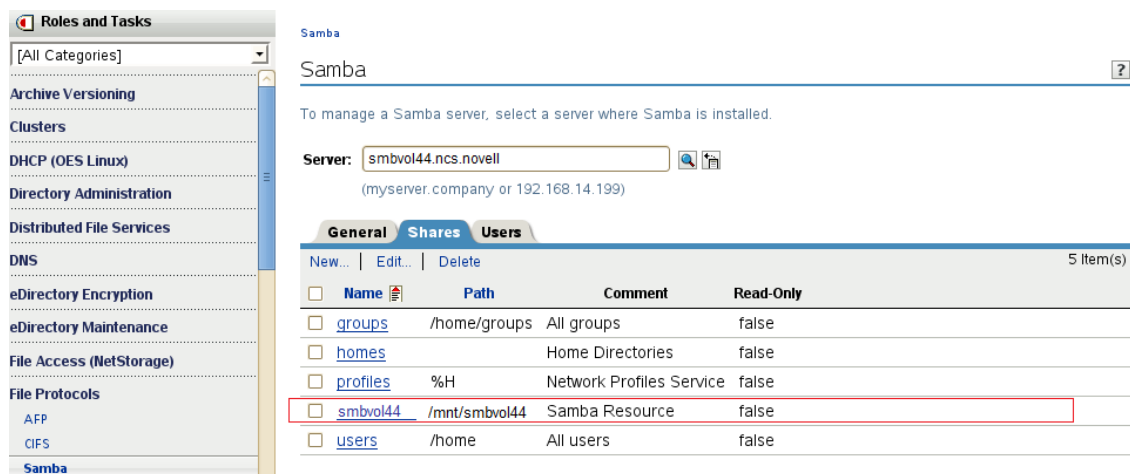 Roles and Tasks
[All Categories]
Archive Versioning
Clusters
DHCP (OES Linux)
Directory Administration
Distributed File Services
DNS
eDirectory Encryption
eDirectory Maintenance
File Access (NetStorage)
File Protocols
AFP
CIFS
Samba
Samba
Samba
?
To manage a Samba server, select a server where Samba is installed.
Server: smbvol44.ncs.novell
(myserver.company or 192.168.14.199)
General Shares Users
New... | Edit... | Delete 5 Item(s)
Name Path Comment Read-Only
groups /home/groups All groups false
homes Home Directories false
profiles %H Network Profiles Service false
smbvol44 /mnt/smbvol44 Samba Resource false
users /home All users false